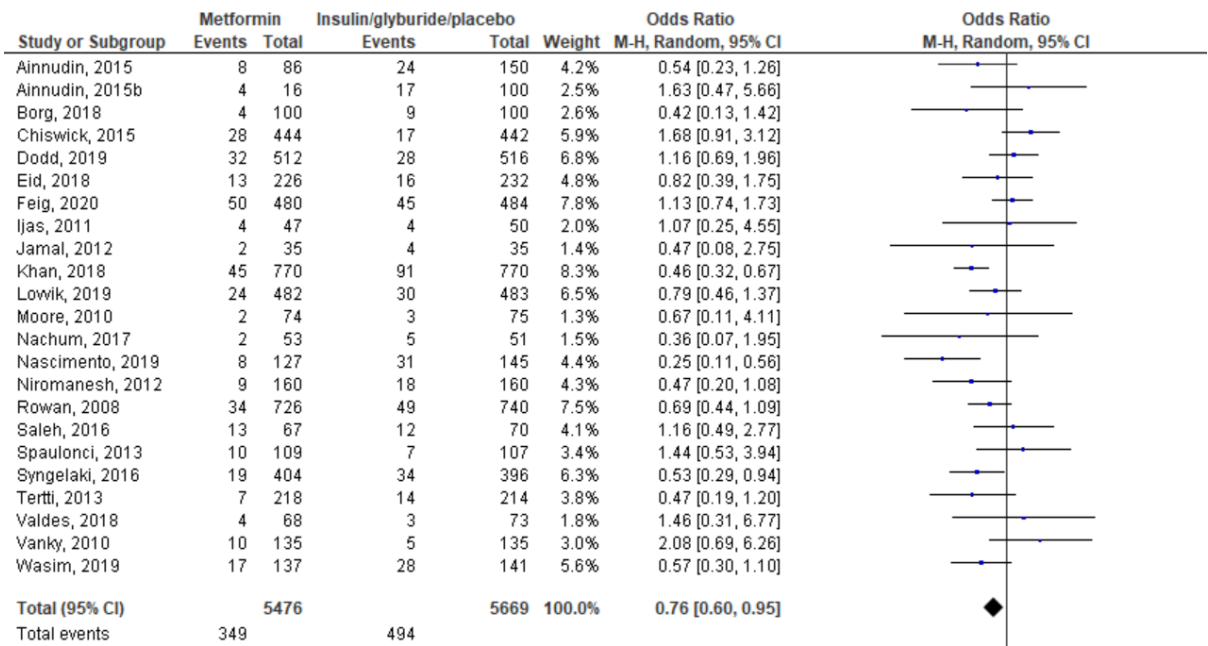 Metformin Insulin/glyburide/placebo Odds Ratio Odds Ratio
Study or Subgroup Events Total Events Total Weight M-H, Random, 95% CI M-H, Random, 95% CI
Ainnudin, 2015 8 86 24 150 4.2% 0.54 [0.23, 1.26]
Ainnudin, 2015b 4 16 17 100 2.5% 1.63 [0.47, 5.66]
Borg, 2018 4 100 9 100 2.6% 0.42 [0.13, 1.42]
Chiswick, 2015 28 444 17 442 5.9% 1.68 [0.91, 3.12]
Dodd, 2019 32 512 28 516 6.8% 1.16 [0.69, 1.96]
Eid, 2018 13 226 16 232 4.8% 0.82 [0.39, 1.75]
Feig, 2020 50 480 45 484 7.8% 1.13 [0.74, 1.73]
Ijas, 2011 4 47 4 50 2.0% 1.07 [0.25, 4.55]
Jamal, 2012 2 35 4 35 1.4% 0.47 [0.08, 2.75]
Khan, 2018 45 770 91 770 8.3% 0.46 [0.32, 0.67]
Lowik, 2019 24 482 30 483 6.5% 0.79 [0.46, 1.37]
Moore, 2010 2 74 3 75 1.3% 0.67 [0.11, 4.11]
Nachum, 2017 2 53 5 51 1.5% 0.36 [0.07, 1.95]
Nascimento, 2019 8 127 31 145 4.4% 0.25 [0.11, 0.56]
Niromanesh, 2012 9 160 18 160 4.3% 0.47 [0.20, 1.08]
Rowan, 2008 34 726 49 740 7.5% 0.69 [0.44, 1.09]
Saleh, 2016 13 67 12 70 4.1% 1.16 [0.49, 2.77]
Spaulonci, 2013 10 109 7 107 3.4% 1.44 [0.53, 3.94]
Syngelaki, 2016 19 404 34 396 6.3% 0.53 [0.29, 0.94]
Tertti, 2013 7 218 14 214 3.8% 0.47 [0.19, 1.20]
Valdes, 2018 4 68 3 73 1.8% 1.46 [0.31, 6.77]
Vanky, 2010 10 135 5 135 3.0% 2.08 [0.69, 6.26]
Wasim, 2019 17 137 28 141 5.6% 0.57 [0.30, 1.10]
Total (95% CI) 5476 5669 100.0% 0.76 [0.60, 0.95]
Total events 349 494